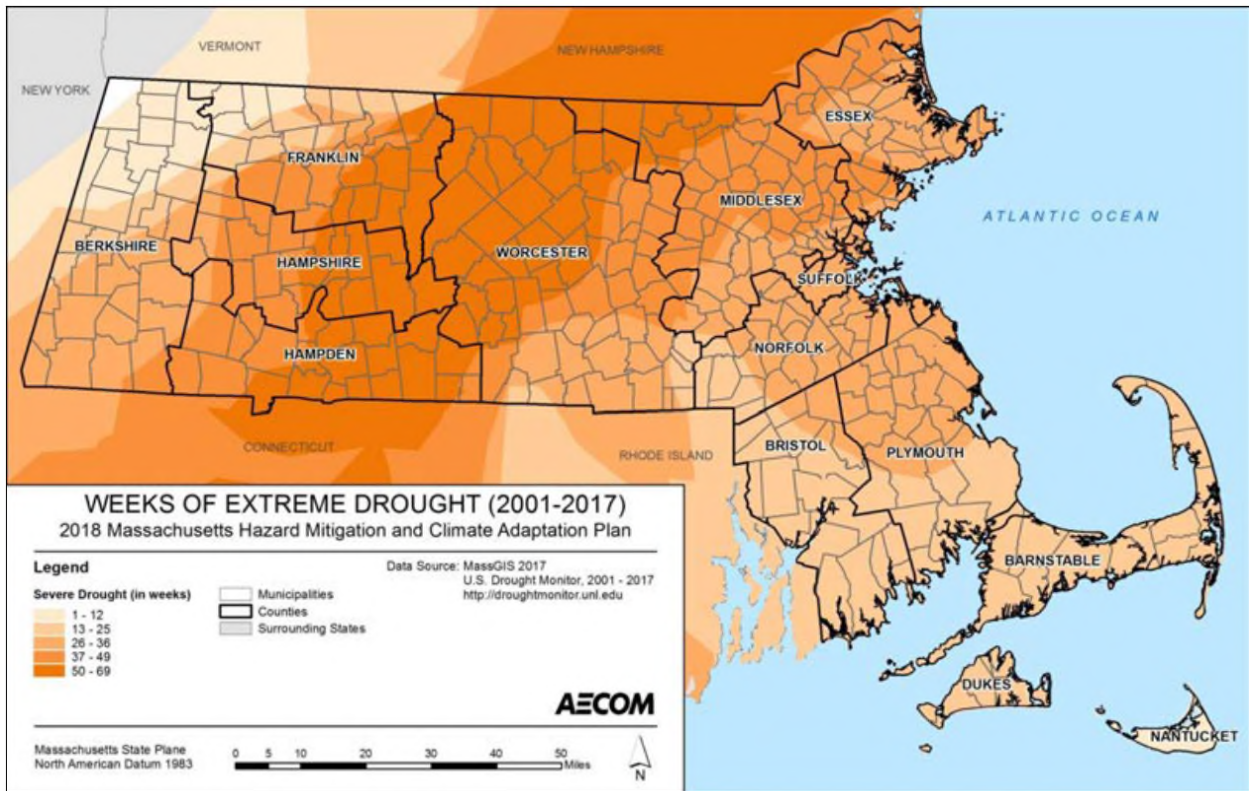 VERMONT
NEW HAMPSHIRE
NEW YORK
ESSEX
FRANKLIN
MIDDLESEX
ATLANTIC OCEAN
BERKSHIRE
HAMPSHIRE
WORCESTER
SUFFOLK
HAMPDEN
NORFOLK
CONNECTICUT
RHODE ISLAND
BRISTOL
PLYMOUTH
BARNSTABLE
DUKES
NANTUCKET
WEEKS OF EXTREME DROUGHT (2001-2017)
2018 Massachusetts Hazard Mitigation and Climate Adaptation Plan
Legend
Severe Drought (in weeks)
1 - 12
13 - 25
26 - 36
37 - 49
50 - 69
Municipalities
Counties
Surrounding States
Data Source: MassGIS 2017
U.S. Drought Monitor, 2001 - 2017
http://droughtmonitor.unl.edu
AECOM
Massachusetts State Plane
North American Datum 1983
0 5 10 20 30 40 50
Miles
N